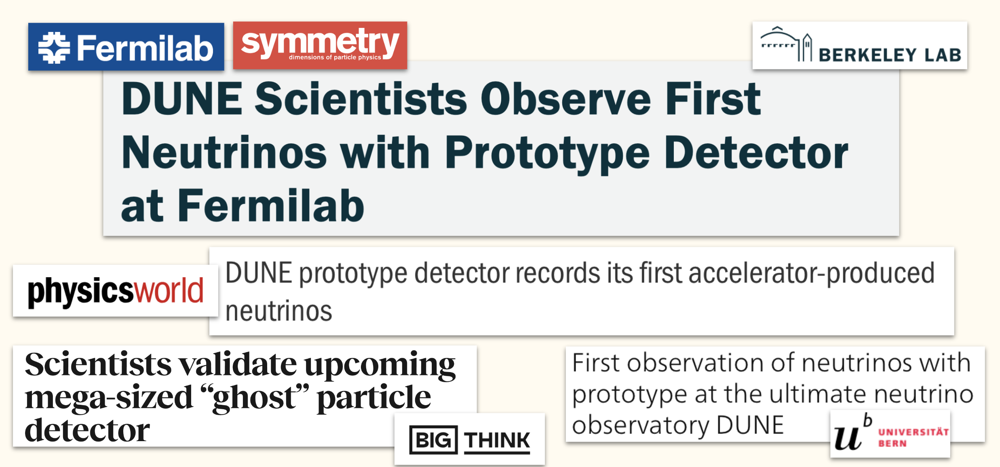 Fermilab
symmetry
dimensions of particle physics
BERKELEY LAB
DUNE Scientists Observe First
Neutrinos with Prototype Detector
at Fermilab
physicsworld
DUNE prototype detector records its first accelerator-produced
neutrinos
Scientists validate upcoming
mega-sized “ghost” particle
detector
BIG THINK
First observation of neutrinos with
prototype at the ultimate neutrino
observatory DUNE
u b
UNIVERSITÄT
BERN